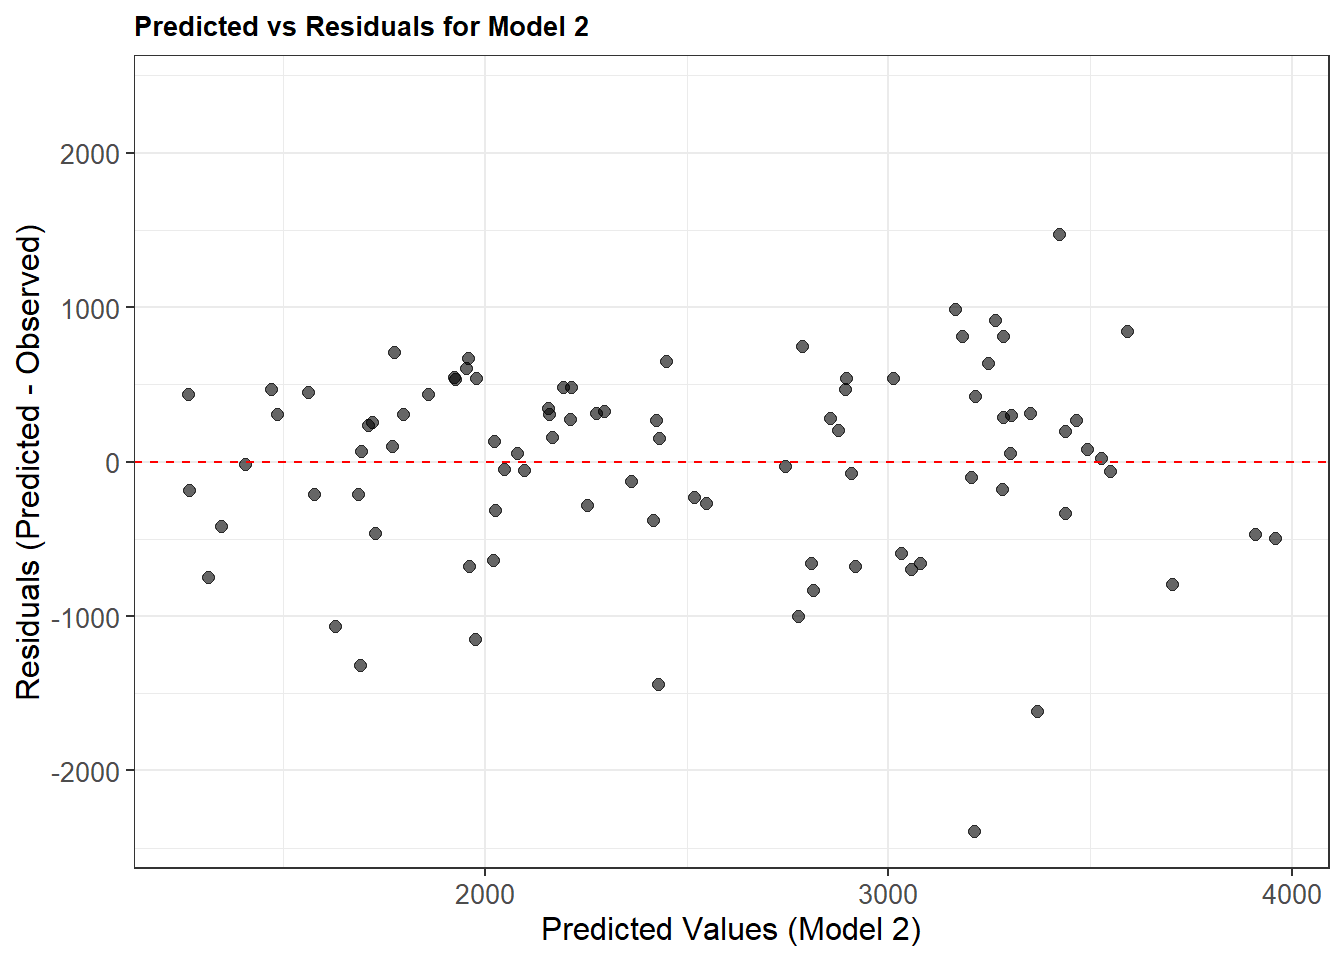 Predicted vs Residuals for Model 2
Residuals (Predicted - Observed)
2000
1000
0
-1000
-2000
2000 3000 4000
Predicted Values (Model 2)